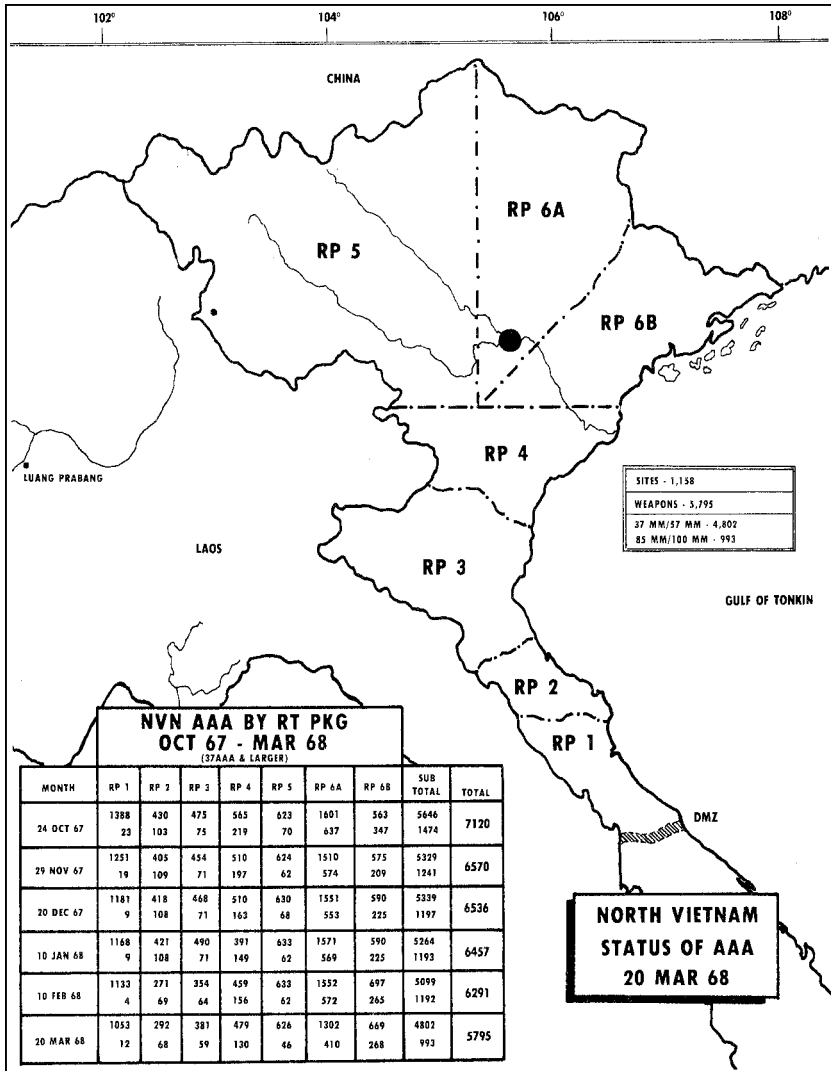 102°
104°
106°
108°
CHINA
RP 6A
RP 5
RP 6B
RP 4
LUANG PRABANG
SITES - 1,158
WEAPONS - 5,795
37 MM/57 MM - 4,802
85 MM/100 MM - 993
LAOS
RP 3
GULF OF TONKIN
RP 2
RP 1
DMZ
NVN AAA BY RT PKG
OCT 67 - MAR 68
(37AAA & LARGER)
MONTH RP 1 RP 2 RP 3 RP 4 RP 5 RP 6A RP 6B SUB TOTAL TOTAL
24 OCT 67 1388 430 475 565 623 1601 563 5646 7120
23 103 75 219 70 637 347 1474
29 NOV 67 1251 405 454 510 624 1510 575 5329 6570
19 109 71 197 62 574 209 1241
20 DEC 67 1181 418 468 510 630 1551 590 5339 6536
9 108 71 163 68 553 225 1197
10 JAN 68 1168 421 490 391 633 1571 590 5264 6457
9 108 71 149 62 569 225 1193
10 FEB 68 1133 271 354 459 633 1552 697 5099 6291
4 69 64 156 62 572 265 1192
20 MAR 68 1053 292 381 479 626 1302 669 4802 5795
12 68 59 130 46 410 268 993
NORTH VIETNAM
STATUS OF AAA
20 MAR 68